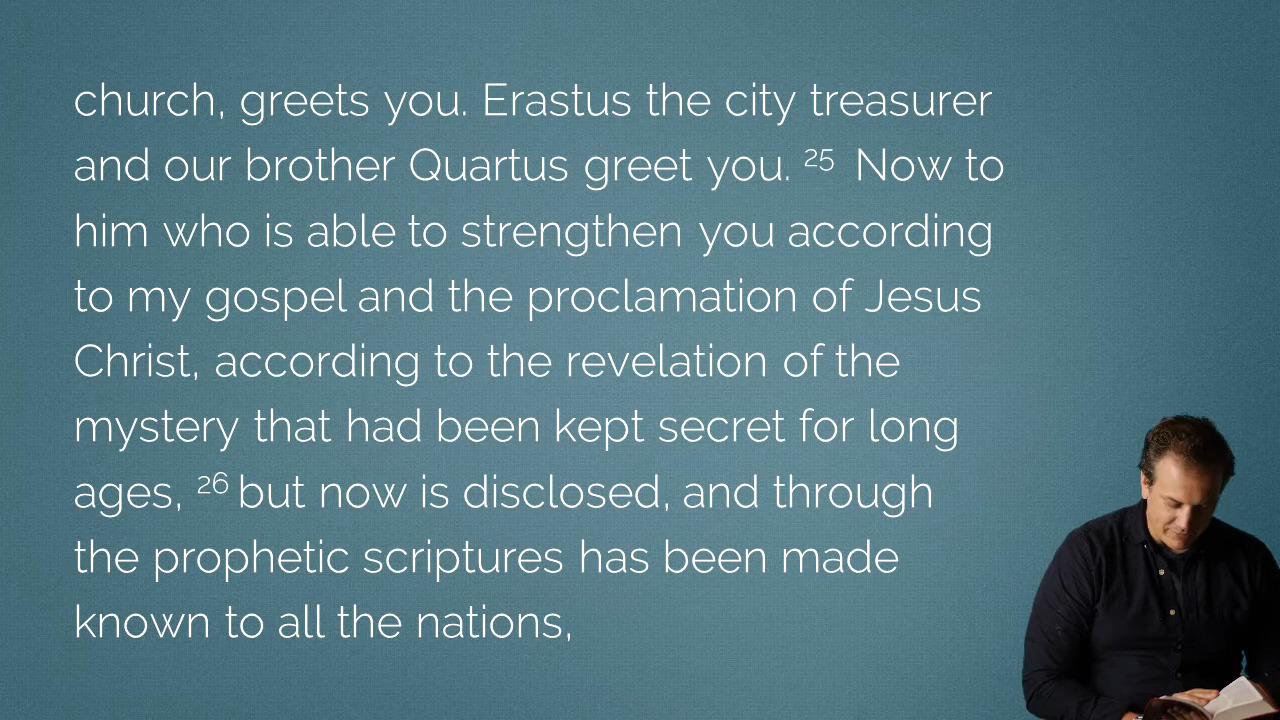 church, greets you. Erastus the city treasurer
and our brother Quartus greet you. 25 Now to
him who is able to strengthen you according
to my gospel and the proclamation of Jesus
Christ, according to the revelation of the
mystery that had been kept secret for long
ages, 26 but now is disclosed, and through
the prophetic scriptures has been made
known to all the nations,